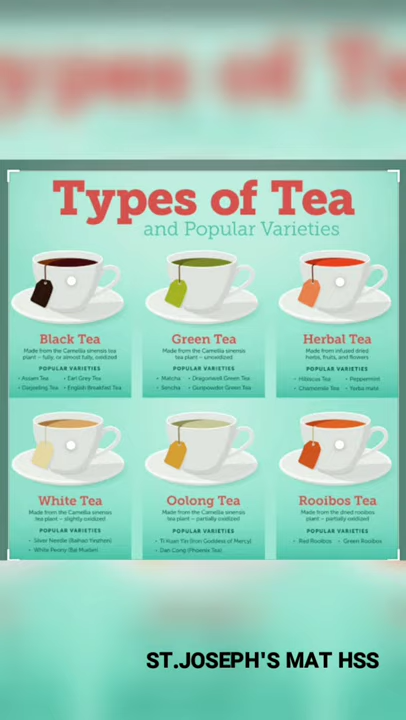 Types of Tea
and Popular Varieties
Black Tea
Made from the Camellia sinensis tea
plant – fully, or almost fully, oxidized
POPULAR VARIETIES
• Assam Tea • Earl Grey Tea
• Darjeeling Tea • English Breakfast Tea
Green Tea
Made from the Camellia sinensis
tea plant – unoxidized
POPULAR VARIETIES
• Matcha • Dragonwell Green Tea
• Sencha • Gunpowder Green Tea
Herbal Tea
Made from infused dried
herbs, fruits, and flowers
POPULAR VARIETIES
• Hibiscus Tea • Peppermint
• Chamomile Tea • Yerba maté
White Tea
Made from the Camellia sinensis
tea plant – slightly oxidized
POPULAR VARIETIES
• Silver Needle (Baihao Yinzhen)
• White Peony (Bai Mudan)
Oolong Tea
Made from the Camellia sinensis
tea plant – partially oxidized
POPULAR VARIETIES
• Ti Kuan Yin (Iron Goddess of Mercy)
• Dan Cong (Phoenix Tea)
Rooibos Tea
Made from the dried rooibos
plant – partially oxidized
POPULAR VARIETIES
• Red Rooibos • Green Rooibos
ST.JOSEPH'S MAT HSS